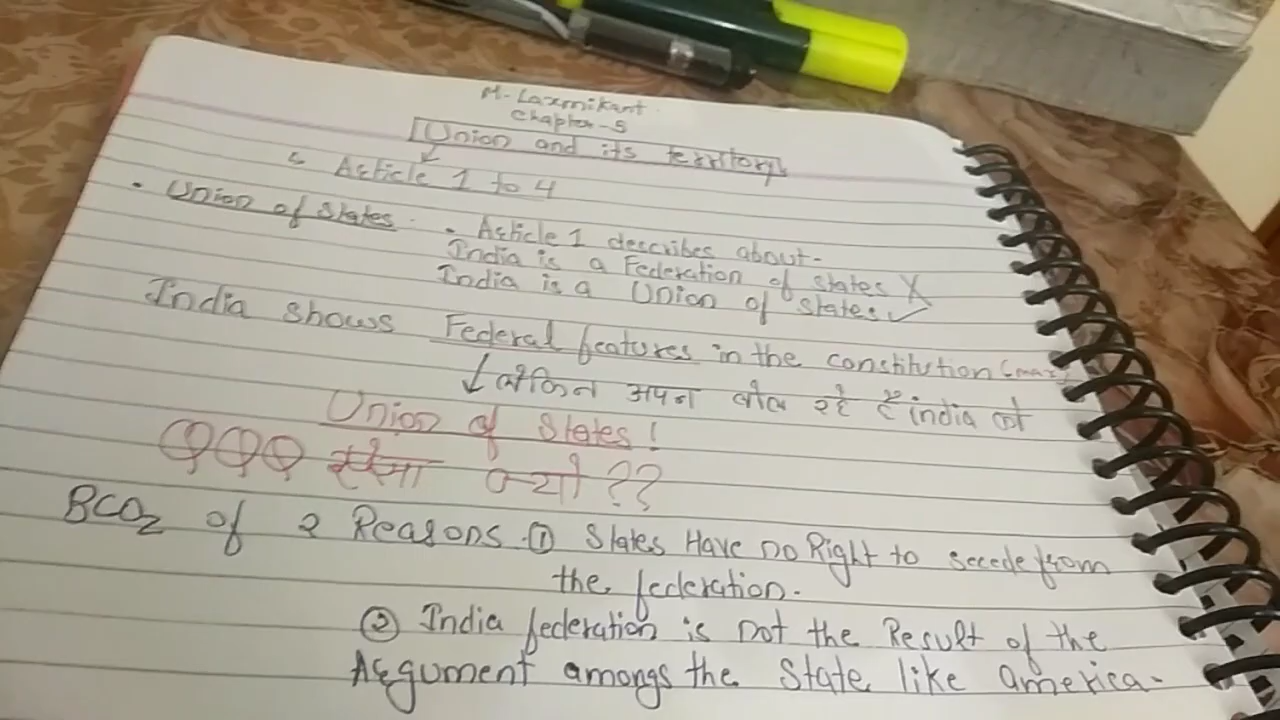 M. Laxmikant
Chapter-5
Union and its territory
Article 1 to 4
• Union of States. • Article 1 describes about-
India is a Federation of states X
India is a Union of states ✓
India shows Federal features in the constitution (max)
↓ लेकिन अपन बोल रहे है india को
Union of States!
ऐसा क्यो ??
BCO2 of 2 Reasons. ① States Have no Right to secede from
the federation.
② India federation is not the Result of the
Argument amongs the State like america.